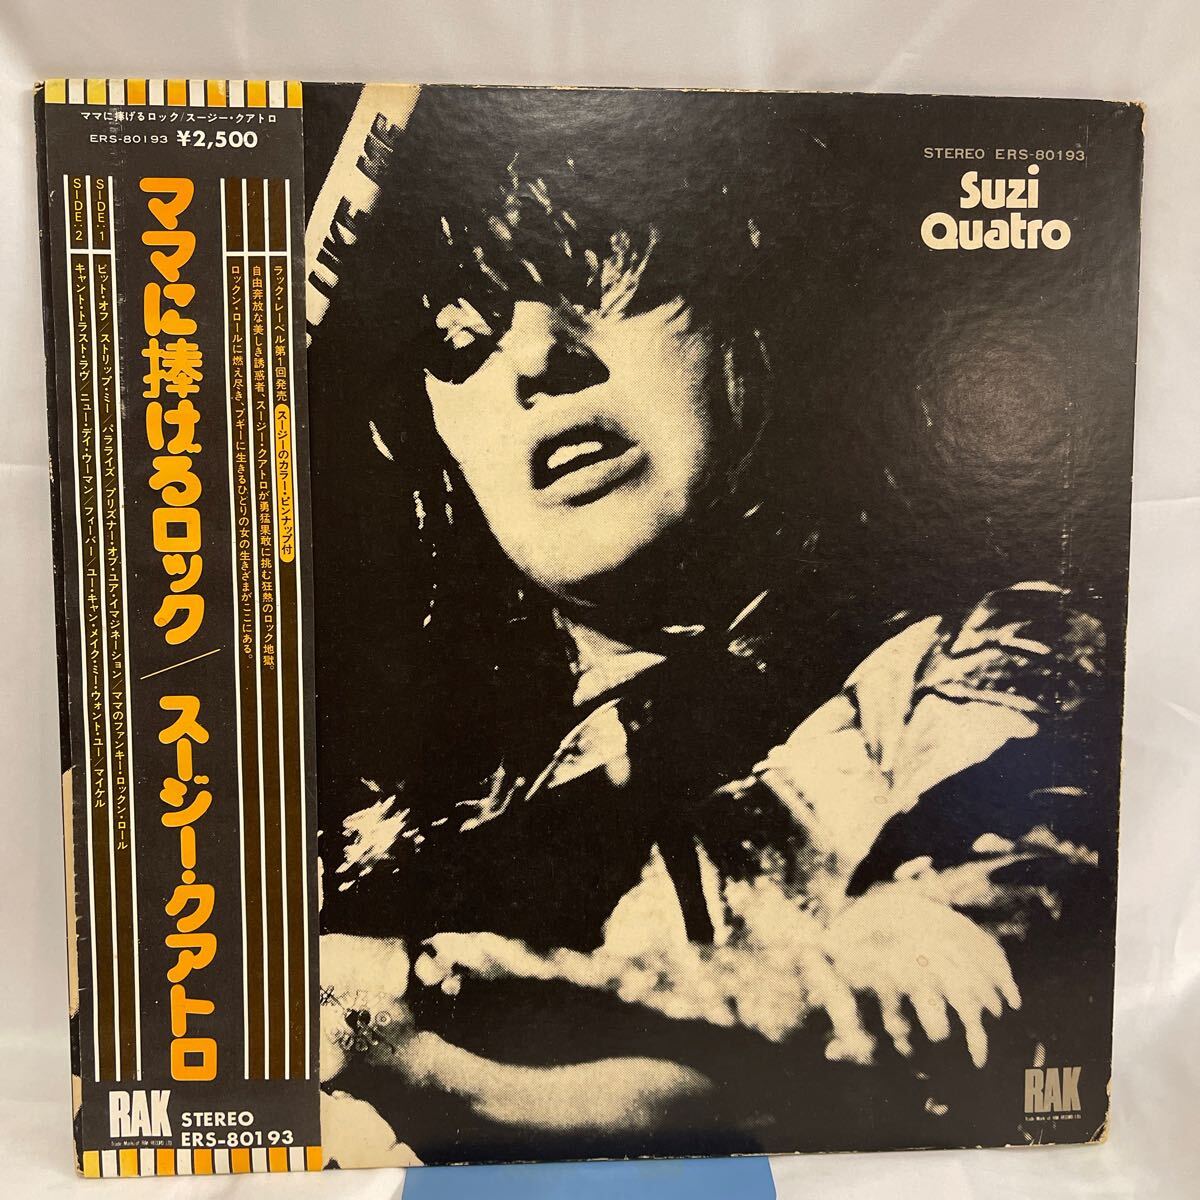 ママに捧げるロック/スージー・クアトロ
ERS-80193 ¥2,500
ラック・レーベル第1回発売 スージーのカラー・ピンナップ付
自由奔放な美しき誘惑者、スージー・クアトロが勇猛果敢に挑む狂熱のロック地獄。
ロックン・ロールに燃え尽き、ブギーに生きるひとりの女の生きざまがここにある。
ママに捧げるロック/スージー・クアトロ
SIDE:1 ビット・オフ/ストリップ・ミー/パラライズ/プリズナー・オブ・ユア・イマジネーション/ママのファンキー・ロックン・ロール
SIDE:2 キャント・トラスト・ラヴ/ニュー・デイ・ウーマン/フィーバー/ユー・キャン・メイク・ミー・ウォント・ユー/マイケル
RAK
Trade Mark of RAK RECORD LTD
STEREO
ERS-80193
STEREO ERS-80193
Suzi
Quatro
RAK
Trade Mark of RAK RECORD LTD